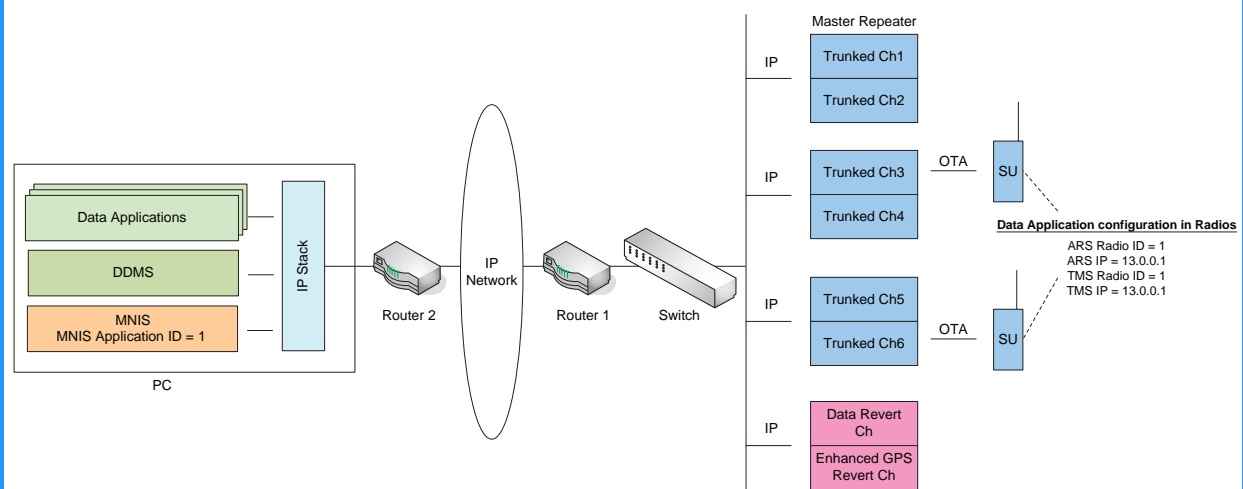 Master Repeater
IP
Trunked Ch1
Trunked Ch2
IP
Trunked Ch3
Trunked Ch4
OTA
SU
Data Applications
DDMS
MNIS
MNIS Application ID = 1
IP Stack
PC
Router 2
IP
Network
Router 1
Switch
Data Application configuration in Radios
ARS Radio ID = 1
ARS IP = 13.0.0.1
TMS Radio ID = 1
TMS IP = 13.0.0.1
IP
Trunked Ch5
Trunked Ch6
OTA
SU
IP
Data Revert
Ch
Enhanced GPS
Revert Ch